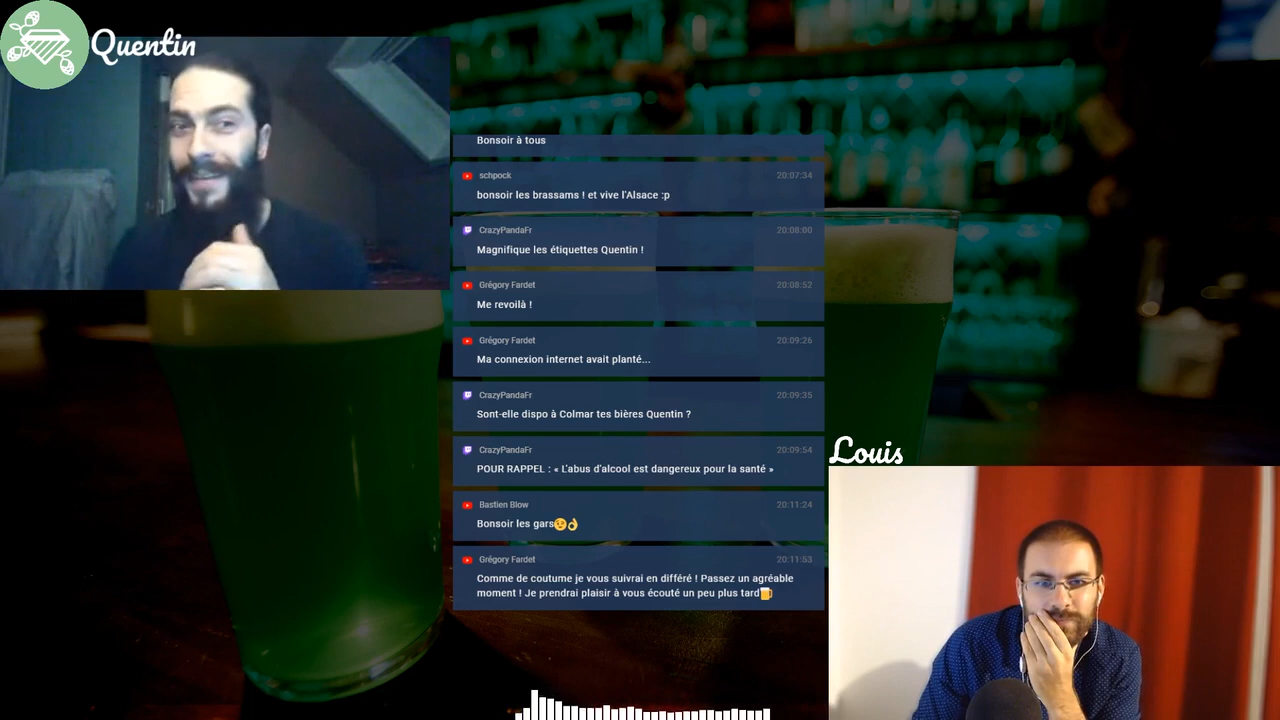 Quentin
Bonsoir à tous
schpock 20:07:34
bonsoir les brassams ! et vive l'Alsace :p
CrazyPandaFr 20:08:00
Magnifique les étiquettes Quentin !
Grégory Fardet 20:08:52
Me revoilà !
Grégory Fardet 20:09:26
Ma connexion internet avait planté...
CrazyPandaFr 20:09:35
Sont-elle dispo à Colmar tes bières Quentin ?
CrazyPandaFr 20:09:54
POUR RAPPEL : « L'abus d'alcool est dangereux pour la santé »
Bastien Blow 20:11:24
Bonsoir les gars😉👌
Grégory Fardet 20:11:53
Comme de coutume je vous suivrai en différé ! Passez un agréable
moment ! Je prendrai plaisir à vous écouté un peu plus tard🍺
Louis